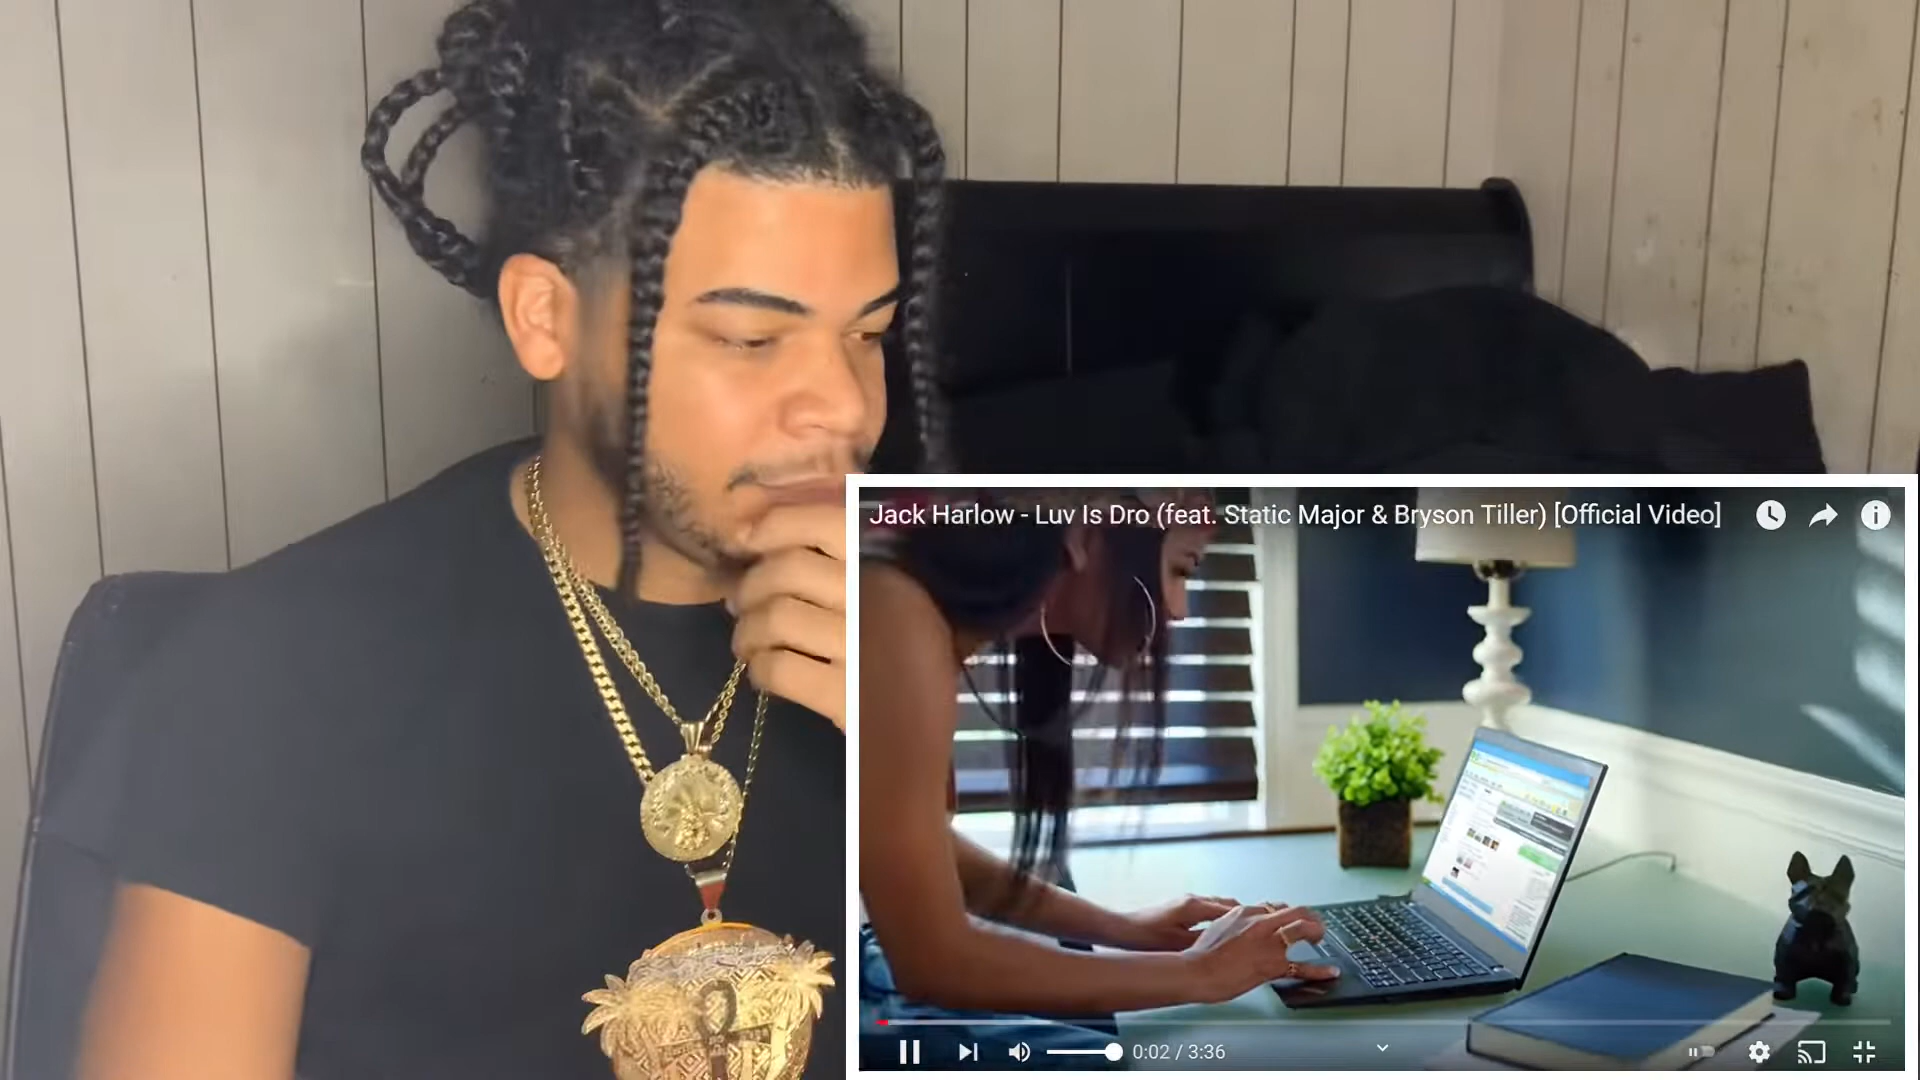 Jack Harlow - Luv Is Dro (feat. Static Major & Bryson Tiller) [Official Video]
0:02 / 3:36